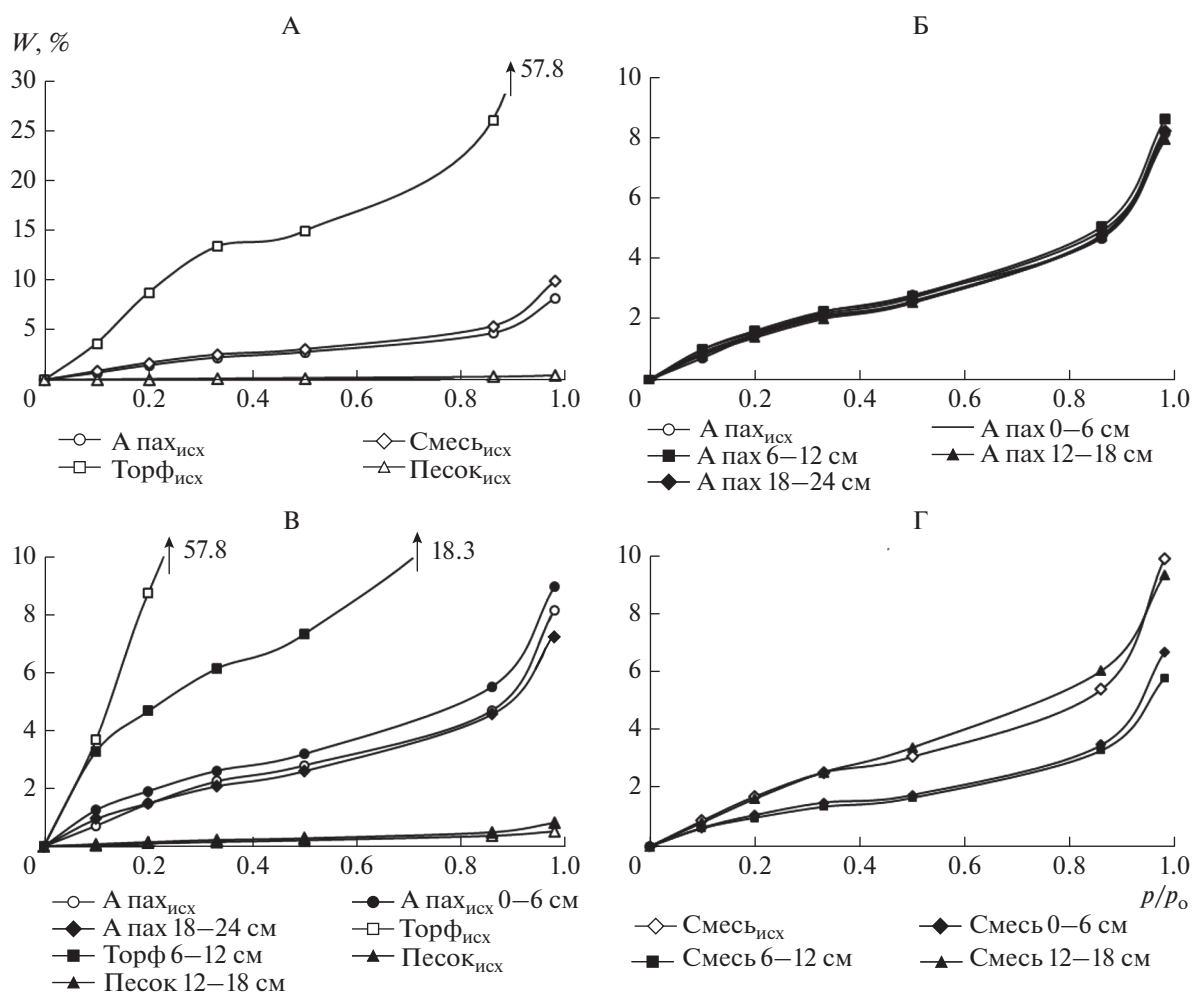 А
W, %
30
25
20
15
10
5
0
0.2
0.4
0.6
0.8
1.0
57.8
А пахисх
Смесьисх
Торфисх
Песокисх
Б
10
8
6
4
2
0
0.2
0.4
0.6
0.8
1.0
А пахисх
А пах 0–6 см
А пах 6–12 см
А пах 12–18 см
А пах 18–24 см
В
10
8
6
4
2
0
0.2
0.4
0.6
0.8
1.0
57.8
18.3
А пахисх
А пахисх 0–6 см
А пах 18–24 см
Торфисх
Торф 6–12 см
Песокисх
Песок 12–18 см
Г
10
8
6
4
2
0
0.2
0.4
0.6
0.8
1.0
p/po
Смесьисх
Смесь 0–6 см
Смесь 6–12 см
Смесь 12–18 см